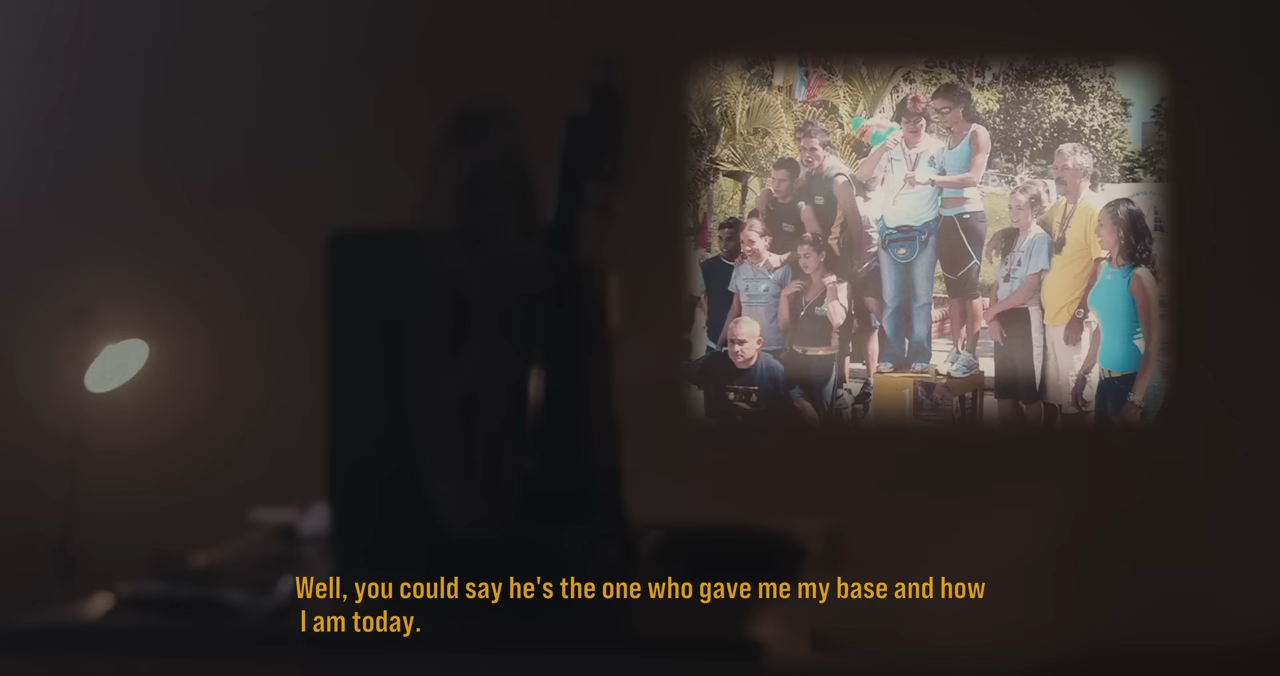 Well, you could say he's the one who gave me my base and how
I am today.